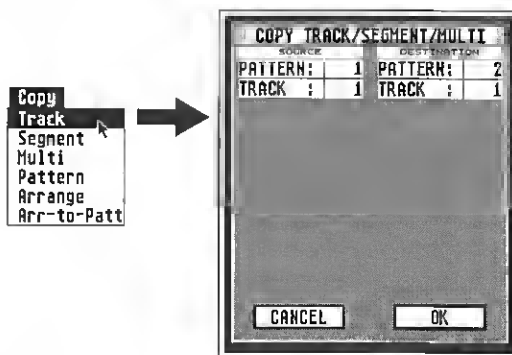 Copy
Track
Segment
Multi
Pattern
Arrange
Arr-to-Patt
COPY TRACK/SEGMENT/MULTI
SOURCE DESTINATION
PATTERN: 1 PATTERN: 2
TRACK : 1 TRACK : 1
CANCEL OK